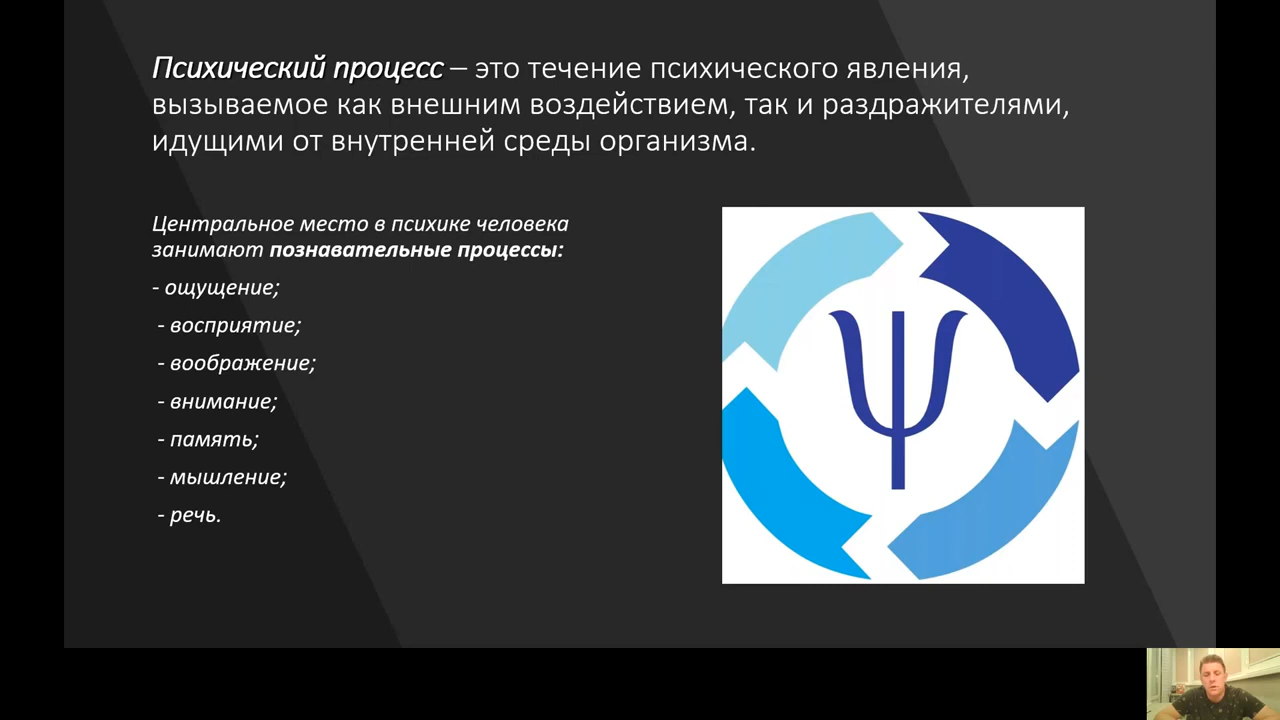 Психический процесс – это течение психического явления,
вызываемое как внешним воздействием, так и раздражителями,
идущими от внутренней среды организма.
Центральное место в психике человека
занимают познавательные процессы:
- ощущение;
- восприятие;
- воображение;
- внимание;
- память;
- мышление;
- речь.
ψ